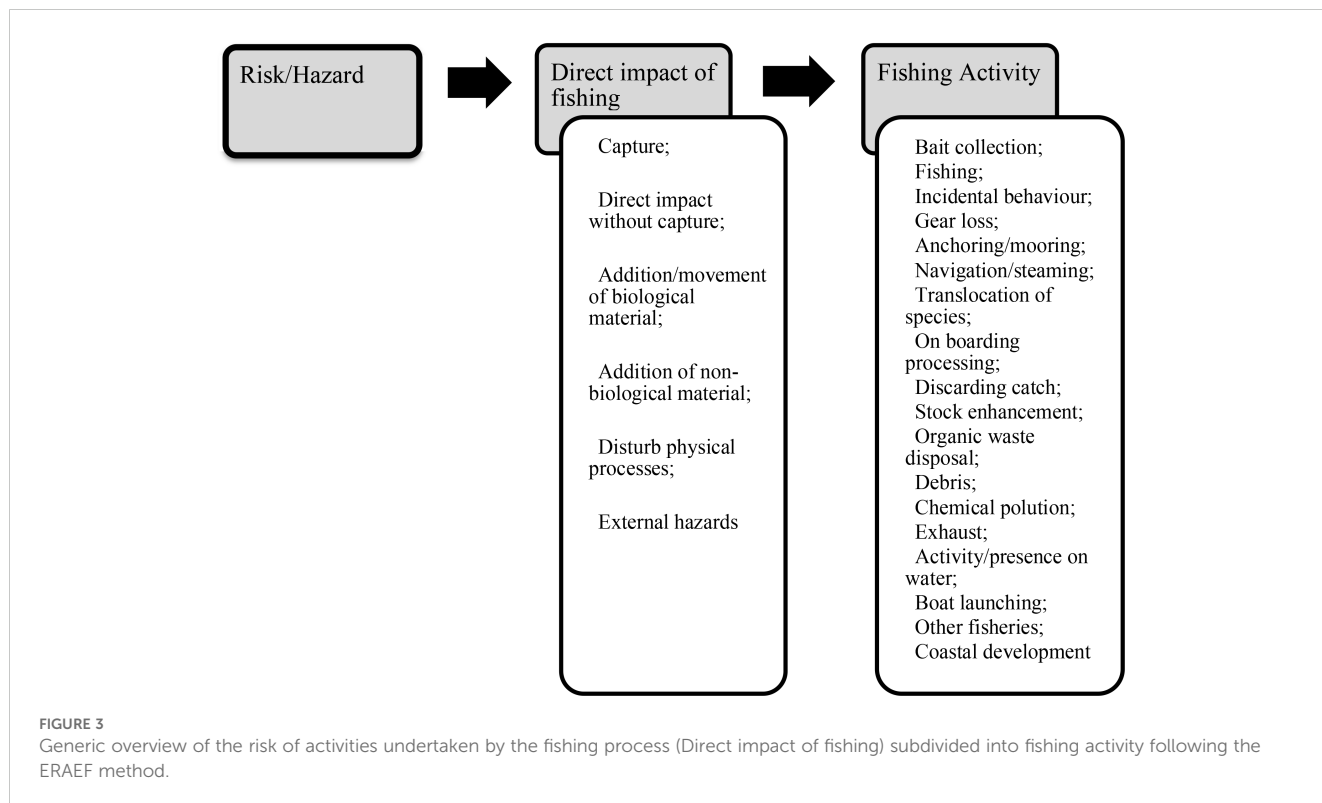 Risk/Hazard
Direct impact of
fishing
Capture;
Direct impact
without capture;
Addition/movement
of biological
material;
Addition of non-
biological material;
Disturb physical
processes;
External hazards
Fishing Activity
Bait collection;
Fishing;
Incidental behaviour;
Gear loss;
Anchoring/mooring;
Navigation/steaming;
Translocation of
species;
On boarding
processing;
Discarding catch;
Stock enhancement;
Organic waste
disposal;
Debris;
Chemical polution;
Exhaust;
Activity/presence on
water;
Boat launching;
Other fisheries;
Coastal development
FIGURE 3
Generic overview of the risk of activities undertaken by the fishing process (Direct impact of fishing) subdivided into fishing activity following the
ERAEF method.